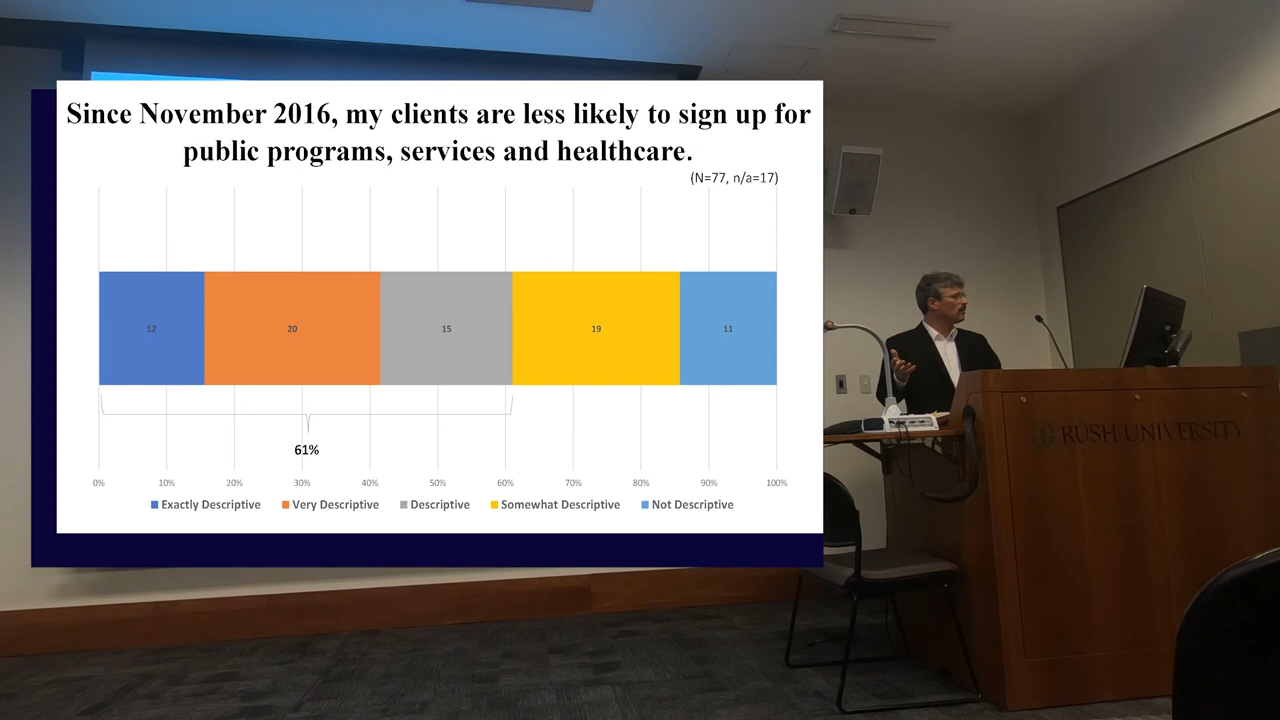 Since November 2016, my clients are less likely to sign up for
public programs, services and healthcare.
(N=77, n/a=17)
12 20 15 19 11
61%
0% 10% 20% 30% 40% 50% 60% 70% 80% 90% 100%
Exactly Descriptive Very Descriptive Descriptive Somewhat Descriptive Not Descriptive
RUSH UNIVERSITY